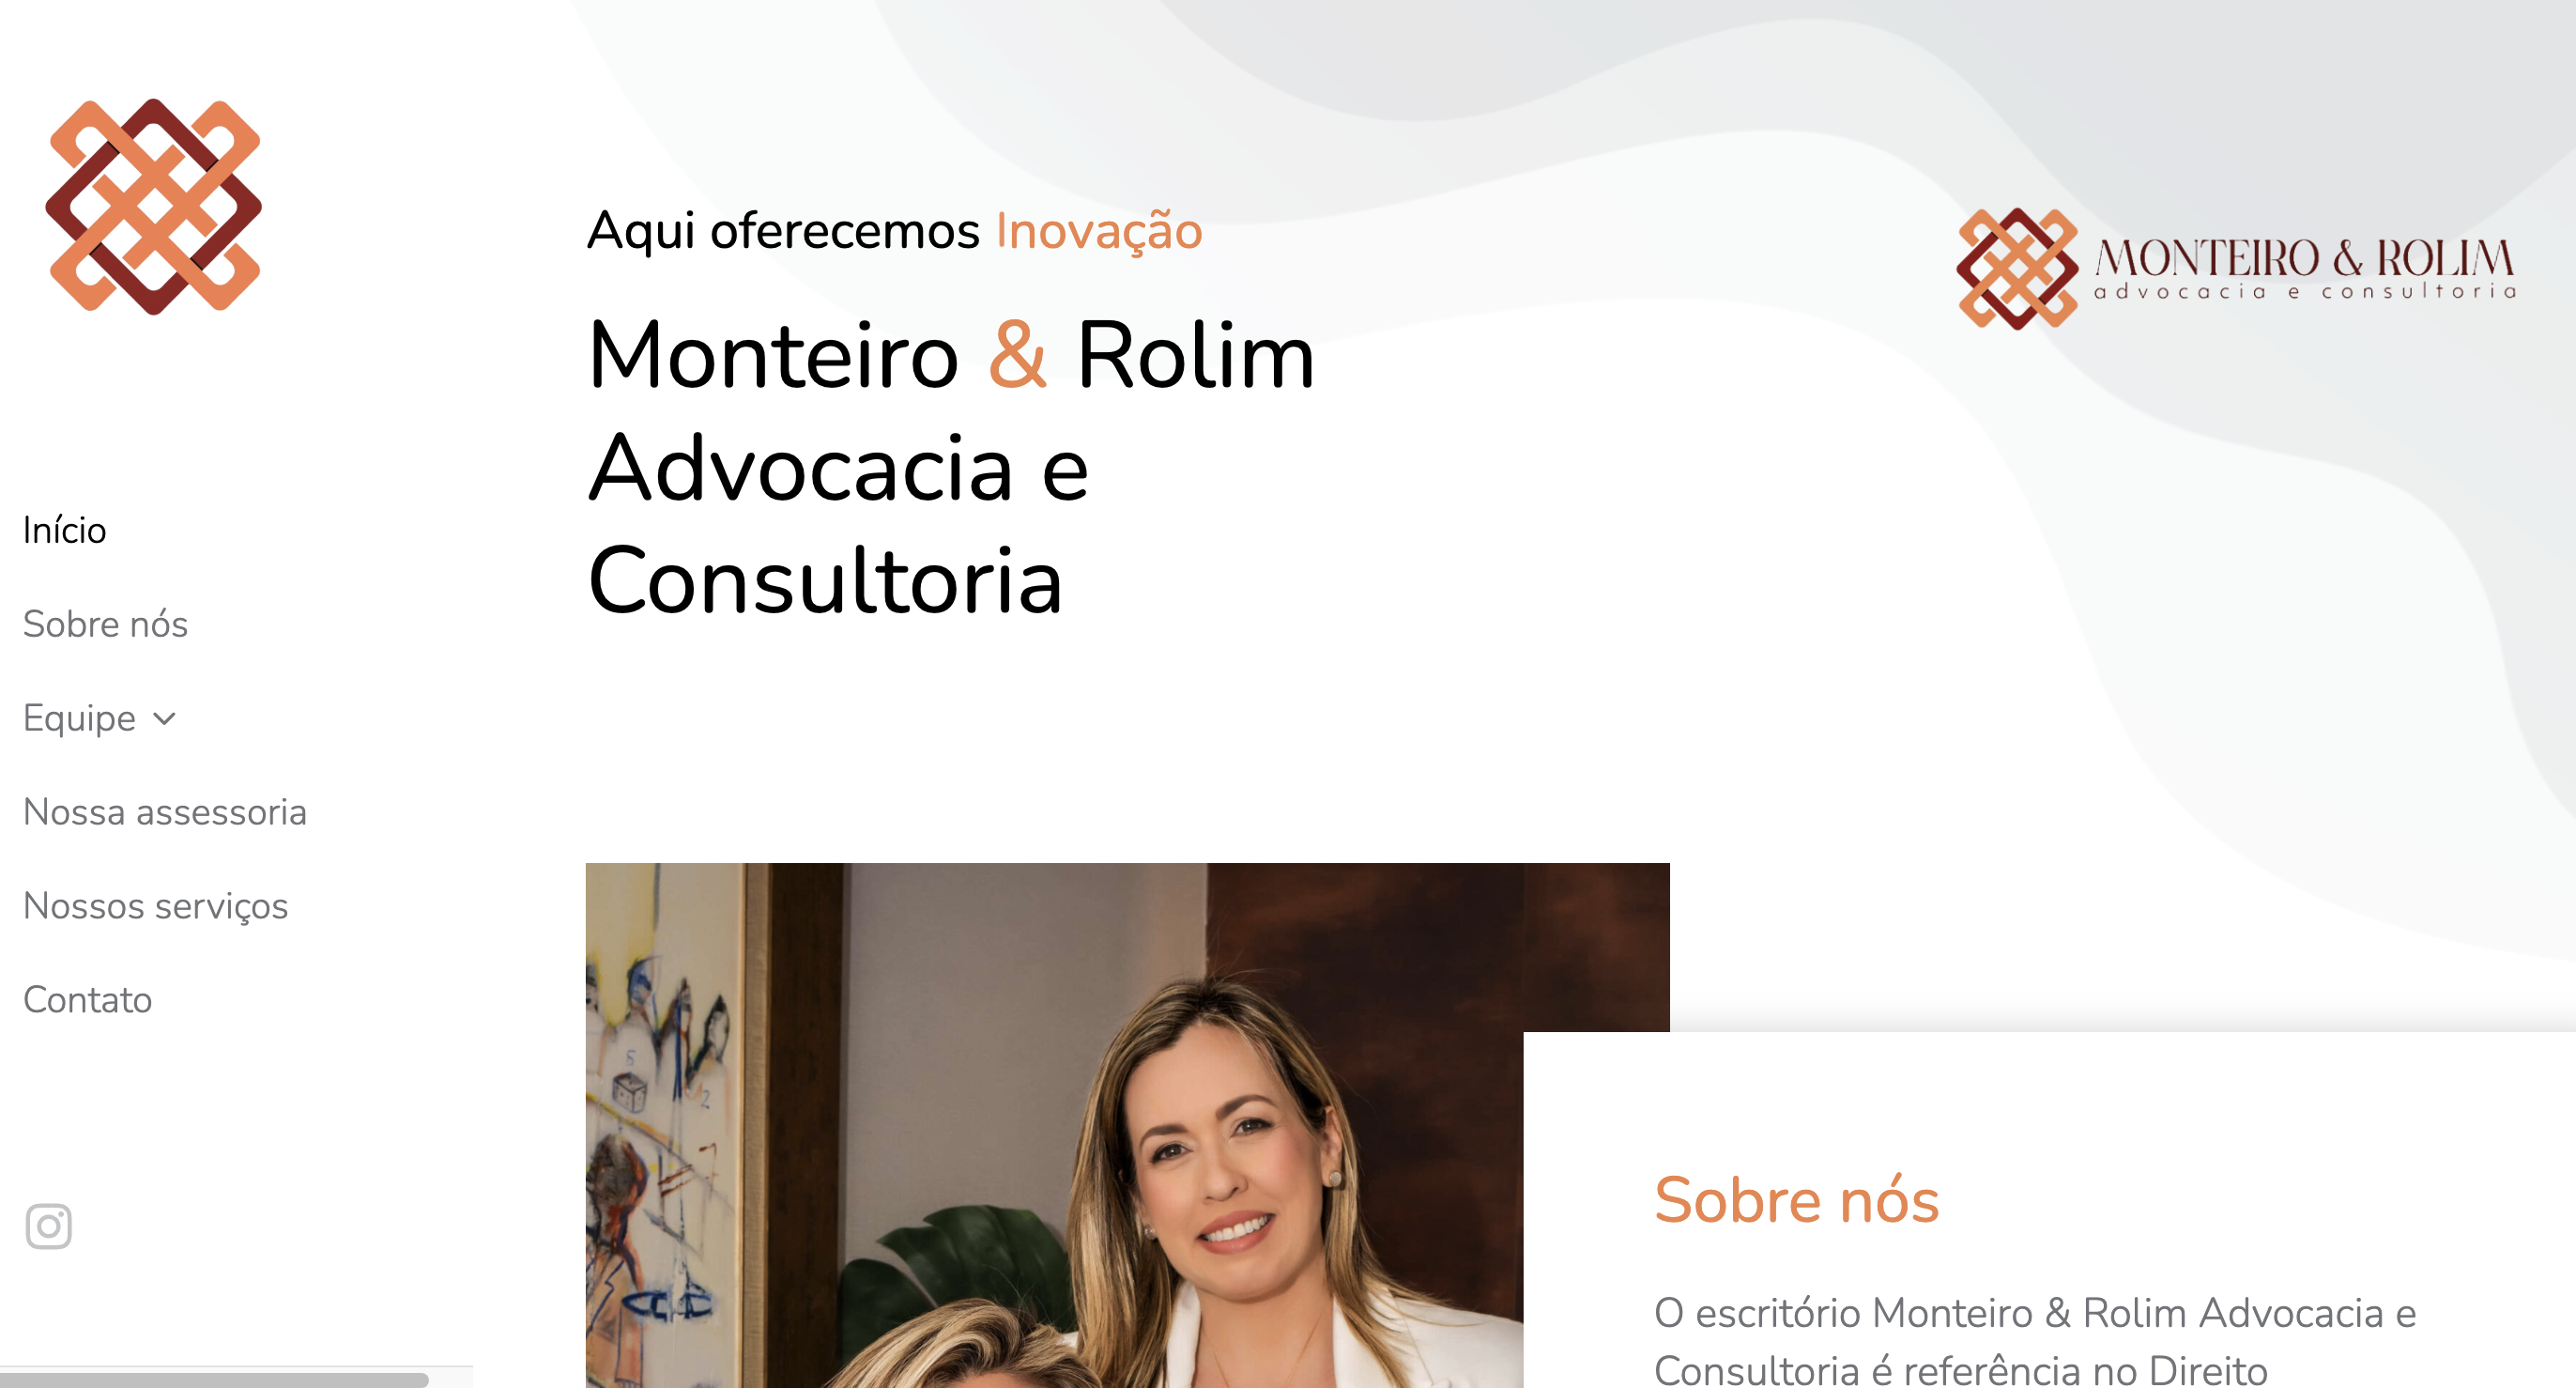 Início
Sobre nós
Equipe
Nossa assessoria
Nossos serviços
Contato
Aqui oferecemos Inovação
Monteiro & Rolim
Advocacia e
Consultoria
MONTEIRO & ROLIM
advocacia e consultoria
Sobre nós
O escritório Monteiro & Rolim Advocacia e
Consultoria é referência no Direito